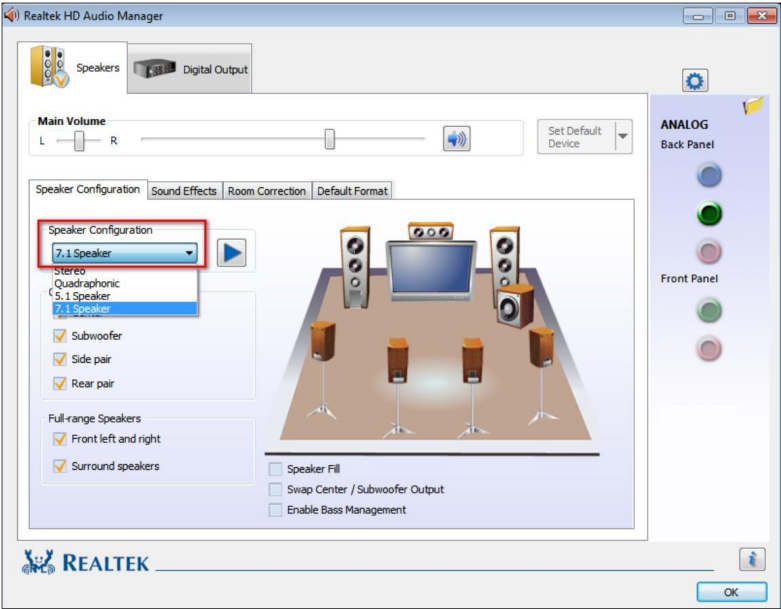 Realtek HD Audio Manager
Speakers
Digital Output
Main Volume
L
R
Set Default
Device
ANALOG
Back Panel
Speaker Configuration
Sound Effects
Room Correction
Default Format
Speaker Configuration
7.1 Speaker
Stereo
Quadraphonic
5.1 Speaker
7.1 Speaker
Subwoofer
Side pair
Rear pair
Front Panel
Full-range Speakers
Front left and right
Surround speakers
Speaker Fill
Swap Center / Subwoofer Output
Enable Bass Management
REALTEK
i
OK